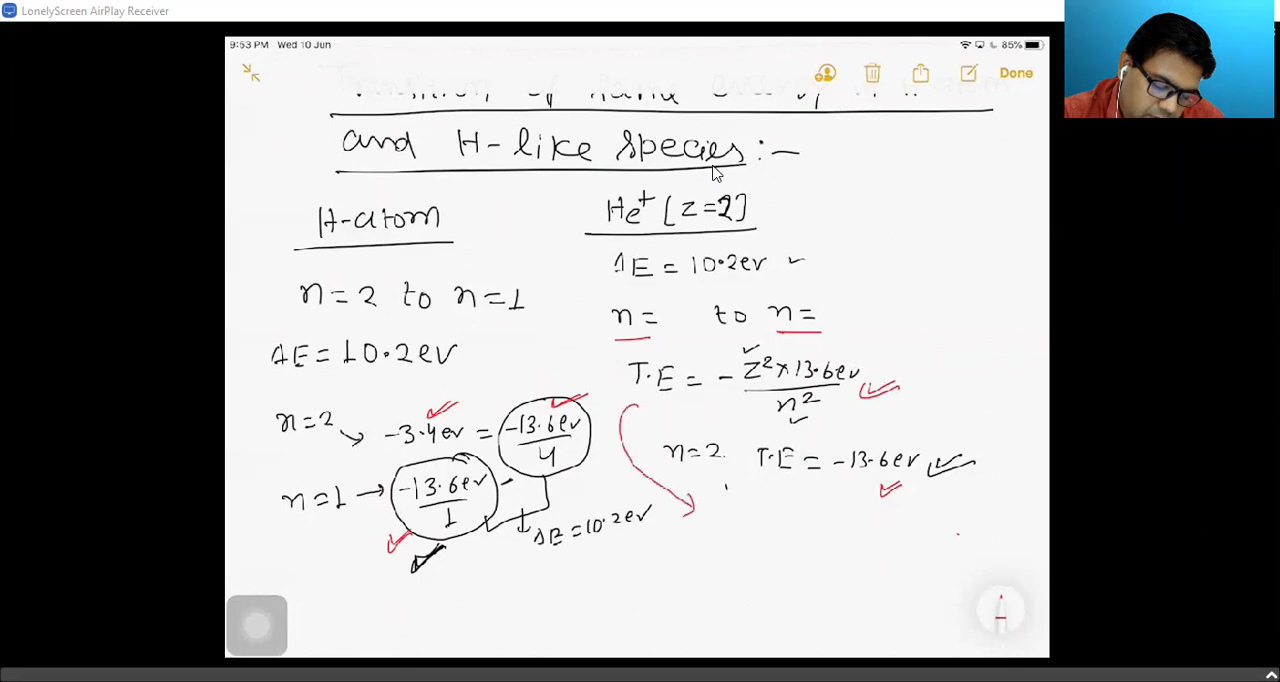 LonelyScreen AirPlay Receiver
9:53 PM Wed 10 Jun
85%
Done
of
and H-like species :-
H-atom
n=2 to n=1
ΔE = 10.2ev
n=2 → -3.4ev = -13.6ev/4
n=1 → -13.6ev/1 -
ΔE = 10.2ev
He+ [z=2]
ΔE = 10.2ev
n= to n=
T.E = - z²x13.6ev/n²
n=2. T.E = -13.6ev